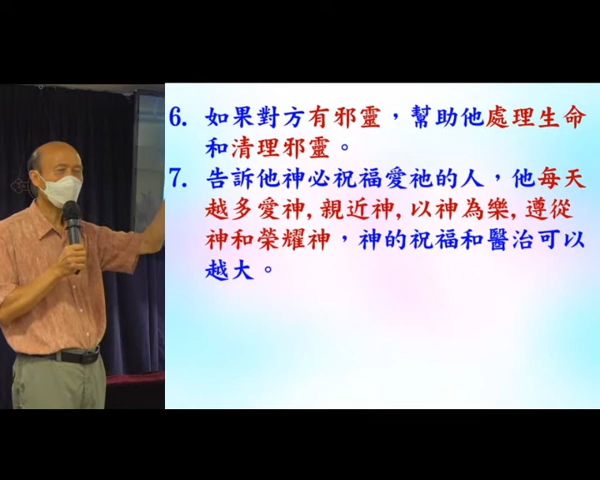 6. 如果對方有邪靈，幫助他處理生命
和清理邪靈。
7. 告訴他神必祝福愛祂的人，他每天
越多愛神, 親近神, 以神為樂, 遵從
神和榮耀神，神的祝福和醫治可以
越大。